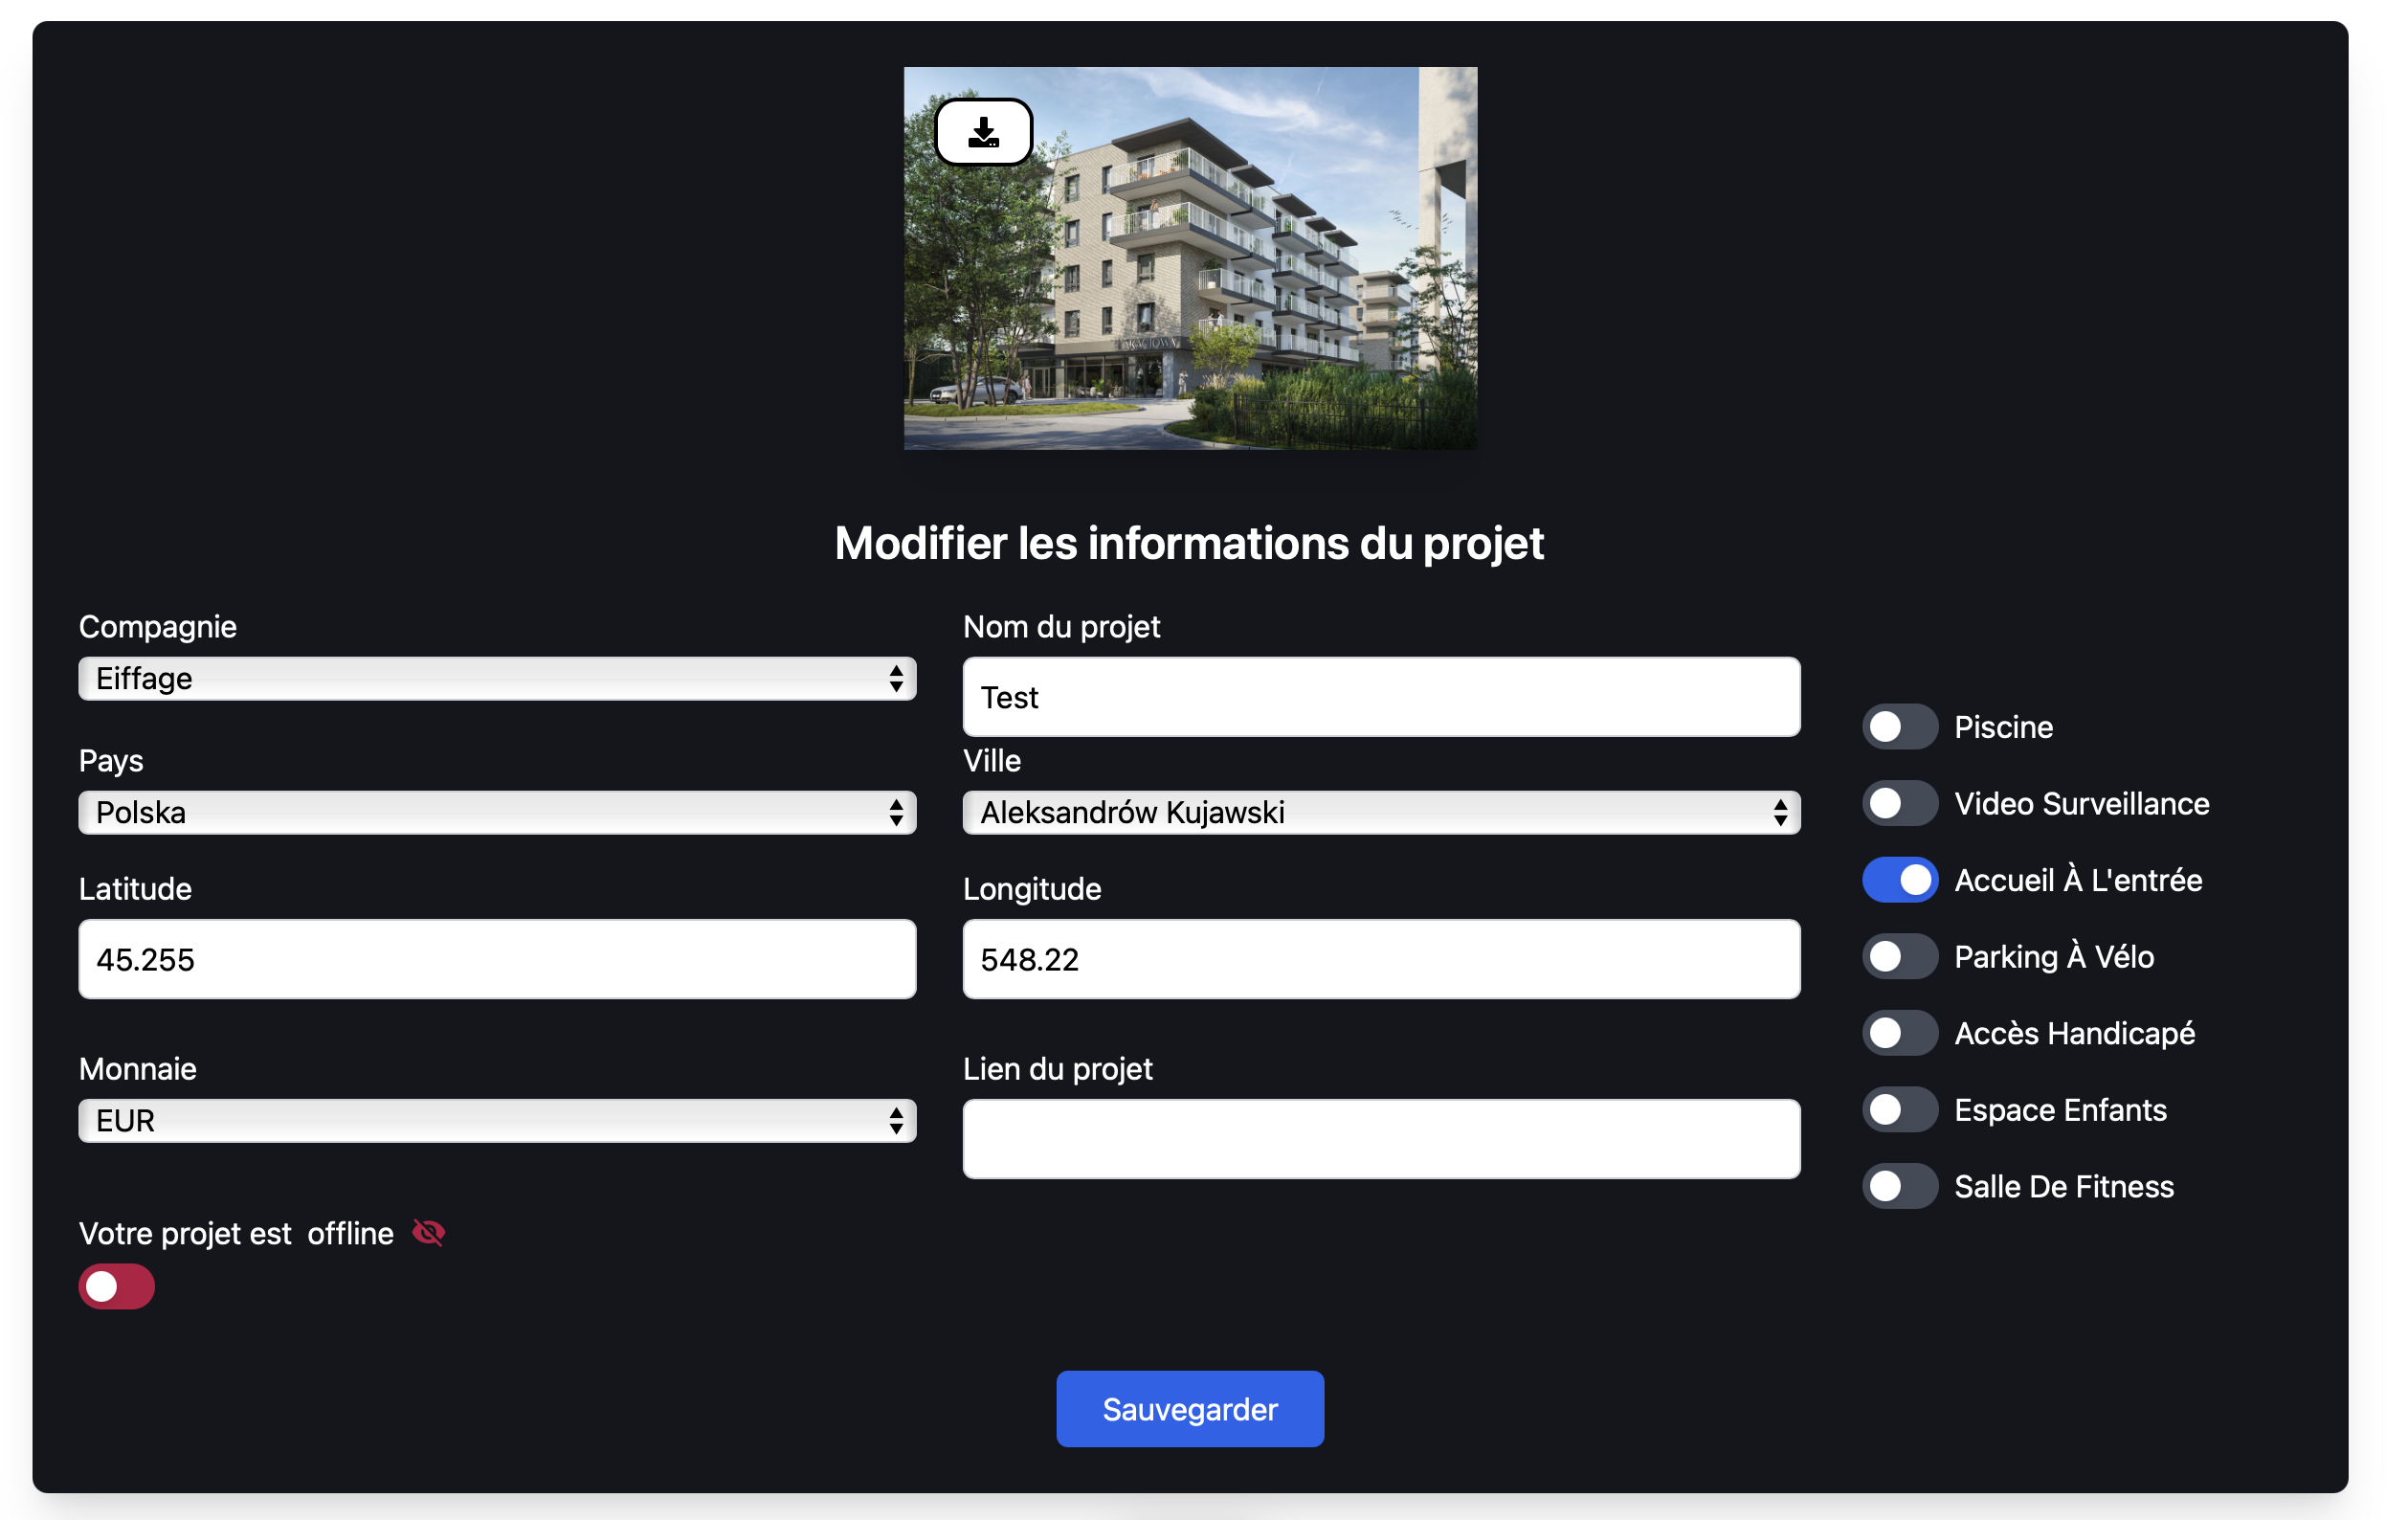 Modifier les informations du projet
Compagnie
Eiffage
Nom du projet
Test
Pays
Polska
Ville
Aleksandrów Kujawski
Latitude
45.255
Longitude
548.22
Monnaie
EUR
Lien du projet
Votre projet est offline
Piscine
Video Surveillance
Accueil À L'entrée
Parking À Vélo
Accès Handicapé
Espace Enfants
Salle De Fitness
Sauvegarder